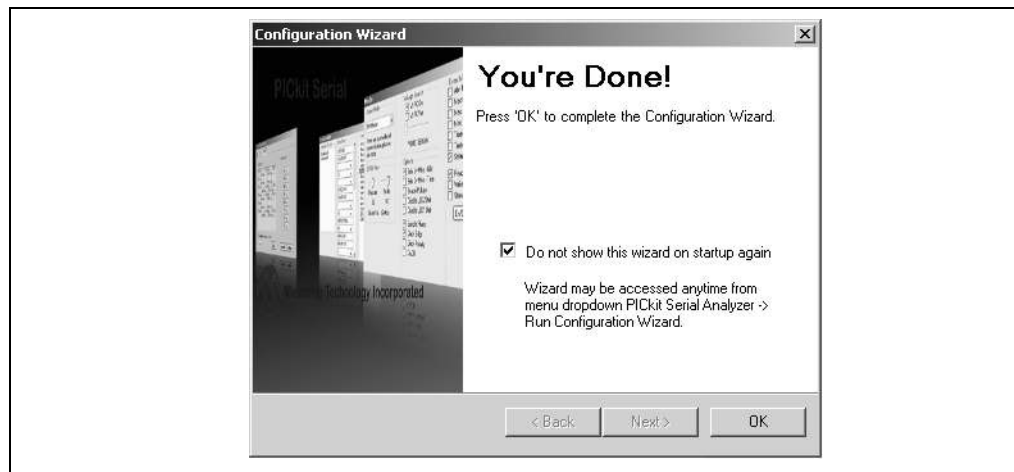 Configuration Wizard
PICkit Serial
Technology Incorporated
You're Done!
Press 'OK' to complete the Configuration Wizard.
Do not show this wizard on startup again
Wizard may be accessed anytime from
menu dropdown PICkit Serial Analyzer ->
Run Configuration Wizard.
< Back
Next >
OK